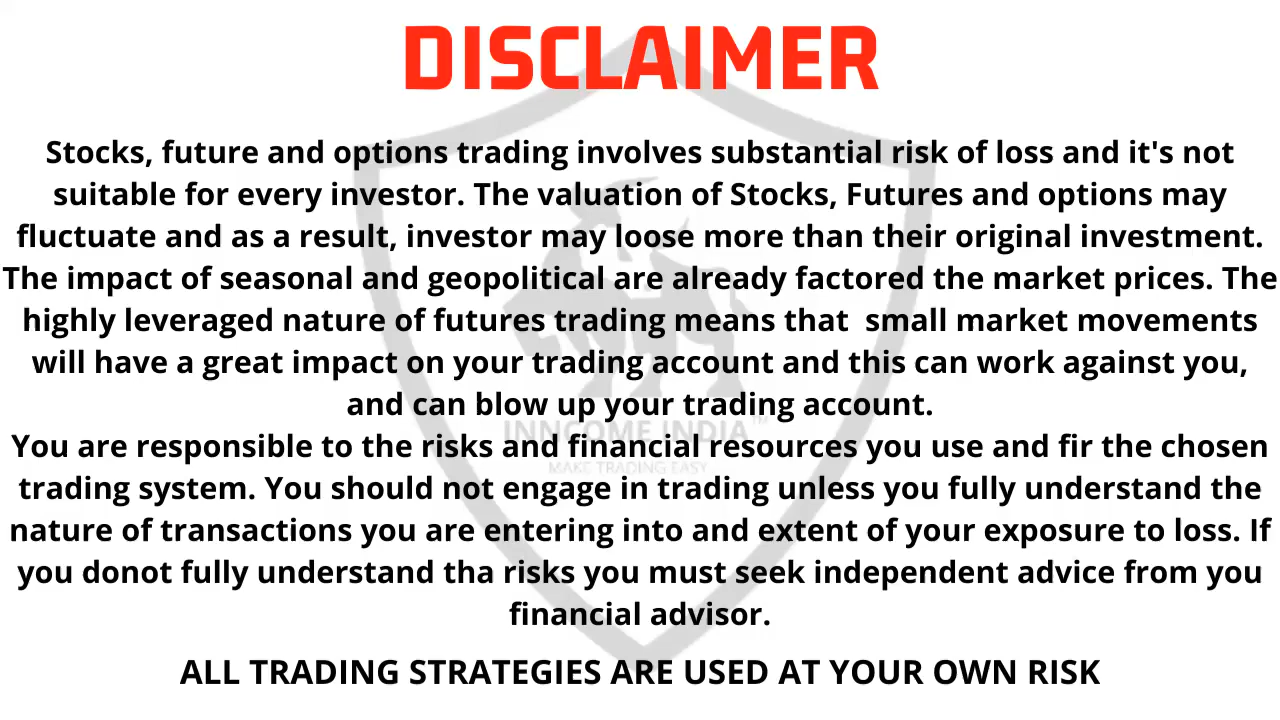 DISCLAIMER
Stocks, future and options trading involves substantial risk of loss and it's not
suitable for every investor. The valuation of Stocks, Futures and options may
fluctuate and as a result, investor may loose more than their original investment.
The impact of seasonal and geopolitical are already factored the market prices. The
highly leveraged nature of futures trading means that  small market movements
will have a great impact on your trading account and this can work against you,
and can blow up your trading account.
INNCOME INDIA™
You are responsible to the risks and financial resources you use and fir the chosen
MAKE TRADING EASY
trading system. You should not engage in trading unless you fully understand the
nature of transactions you are entering into and extent of your exposure to loss. If
you donot fully understand tha risks you must seek independent advice from you
financial advisor.
ALL TRADING STRATEGIES ARE USED AT YOUR OWN RISK